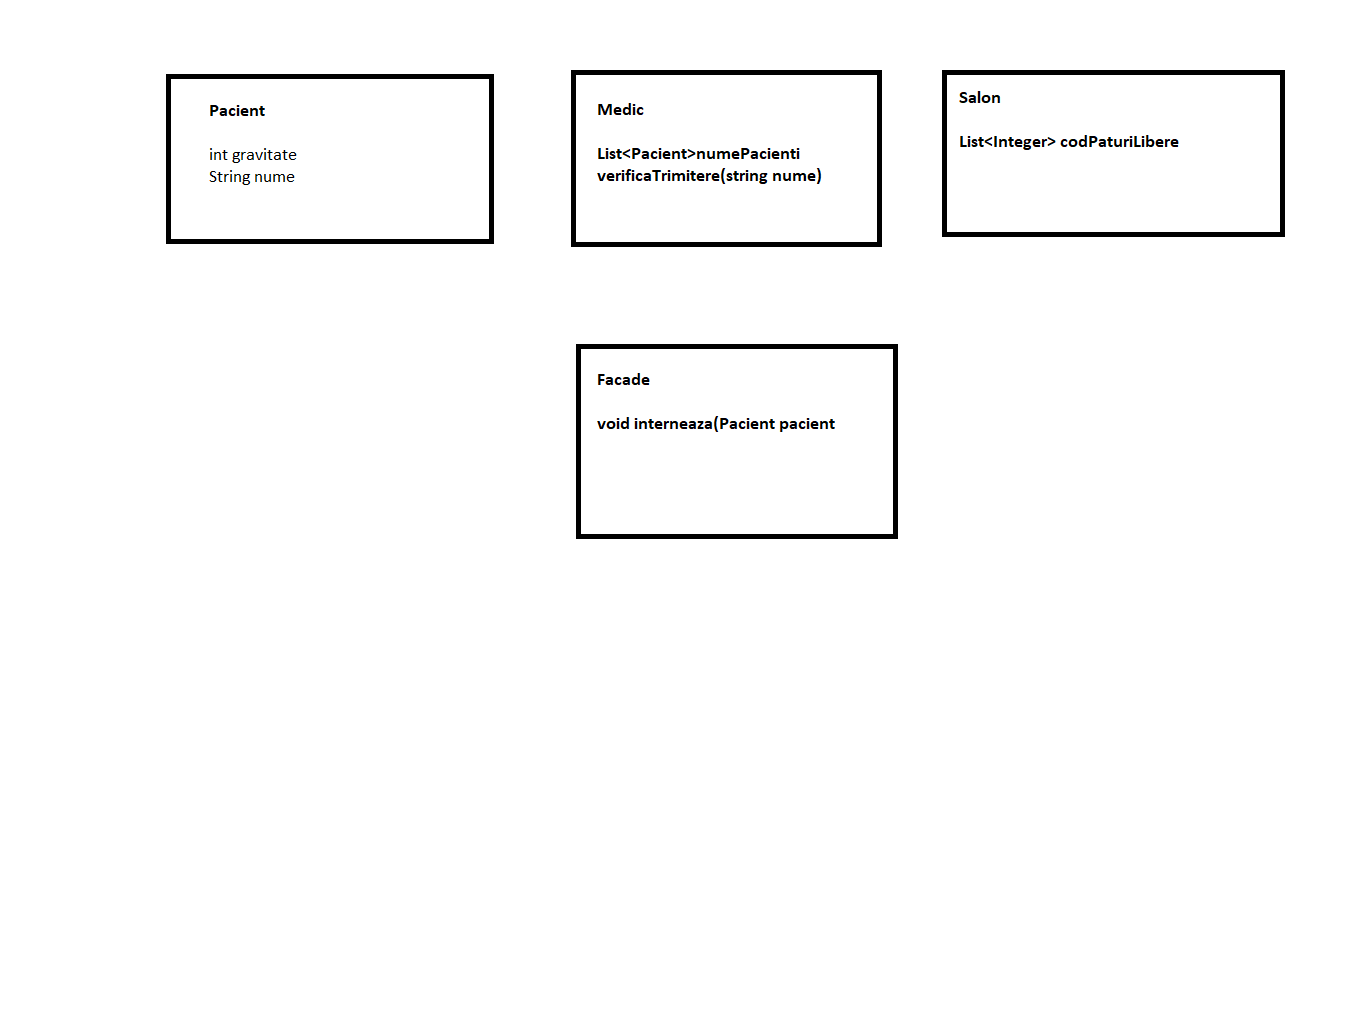 Pacient
int gravitate
String nume
Medic
List<Pacient>numePacienti
verificaTrimitere(string nume)
Salon
List<Integer> codPaturiLibere
Facade
void interneaza(Pacient pacient